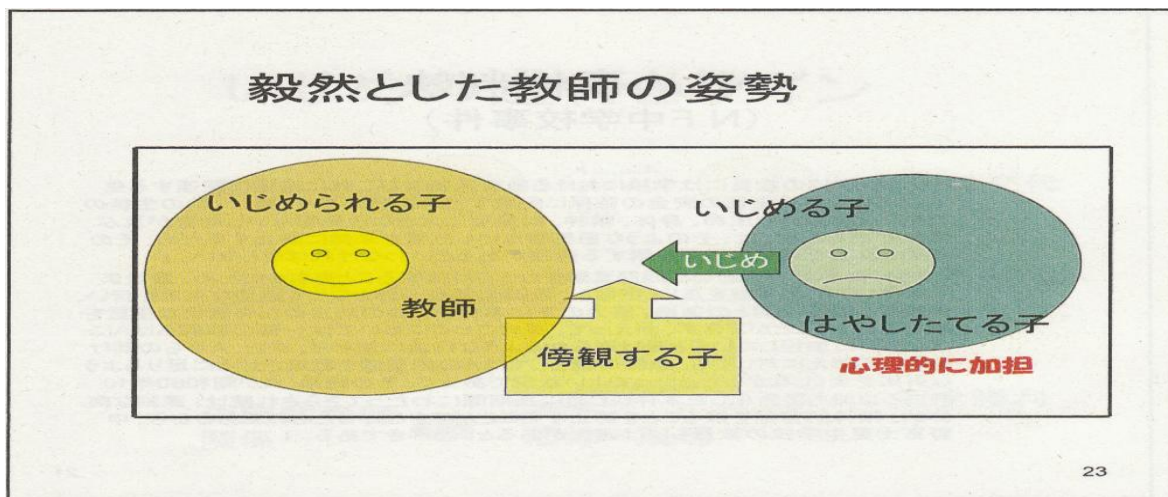 毅然とした教師の姿勢
いじめられる子
教師
いじめ
いじめる子
はやしたてる子
心理的に加担
傍観する子
23